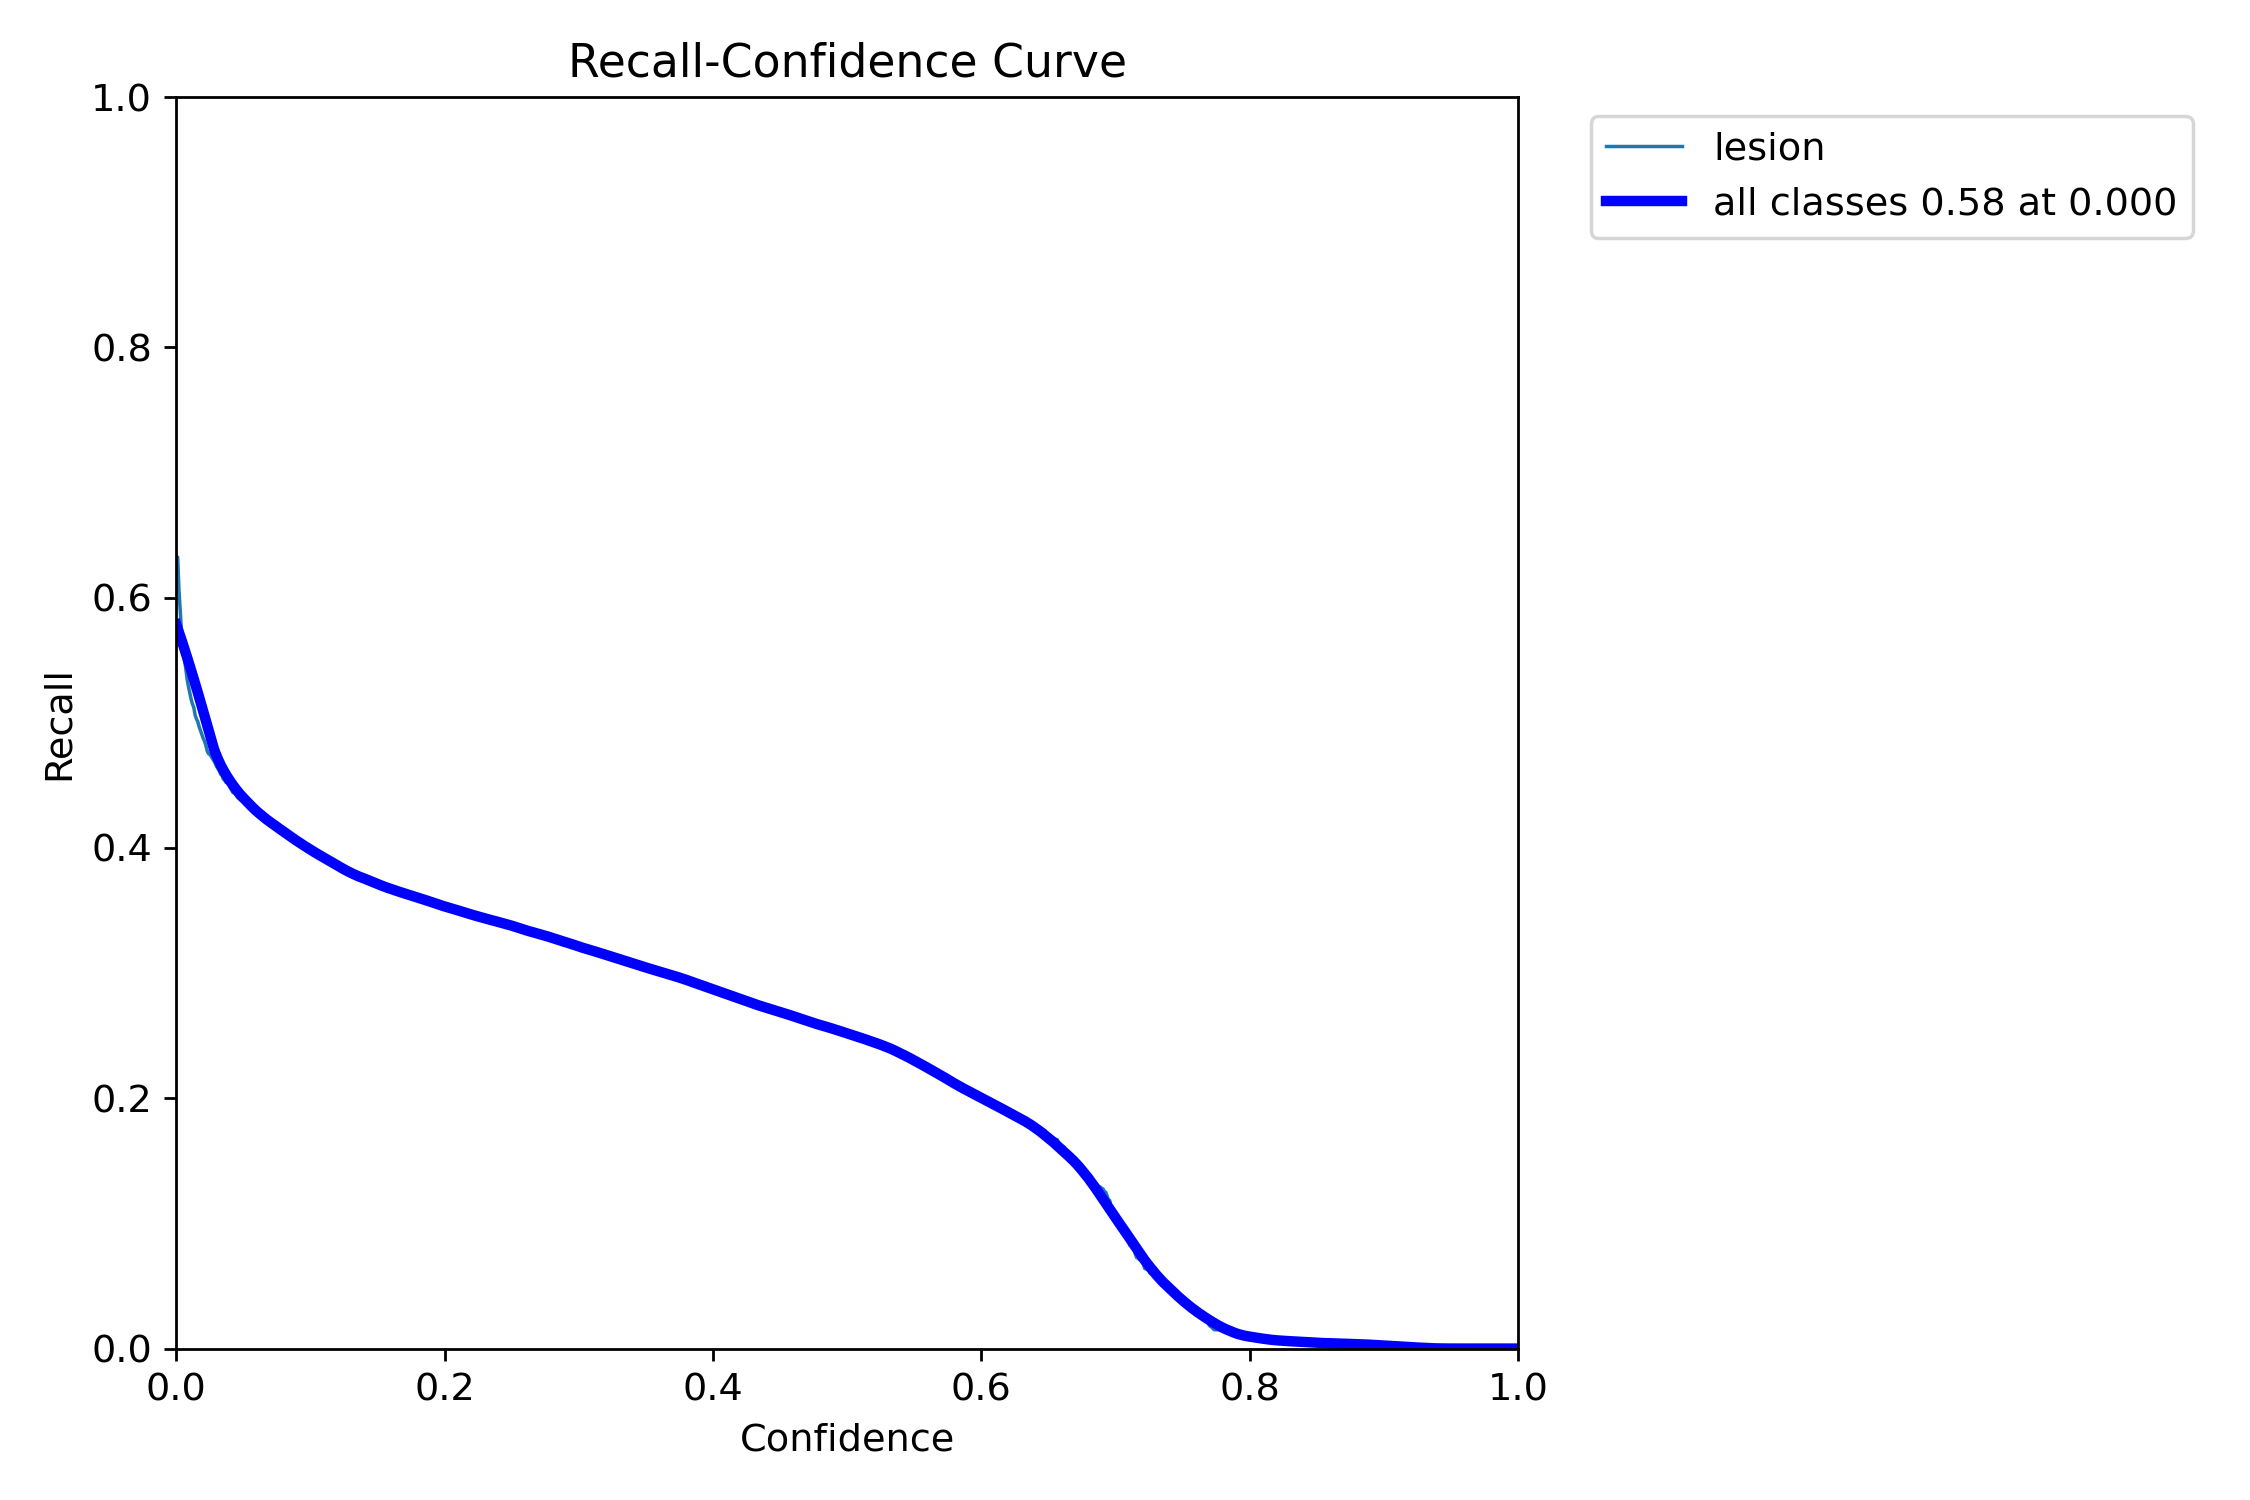 Recall-Confidence Curve
1.0
0.8
0.6
0.4
0.2
0.0
Recall
0.0 0.2 0.4 0.6 0.8 1.0
Confidence
lesion
all classes 0.58 at 0.000